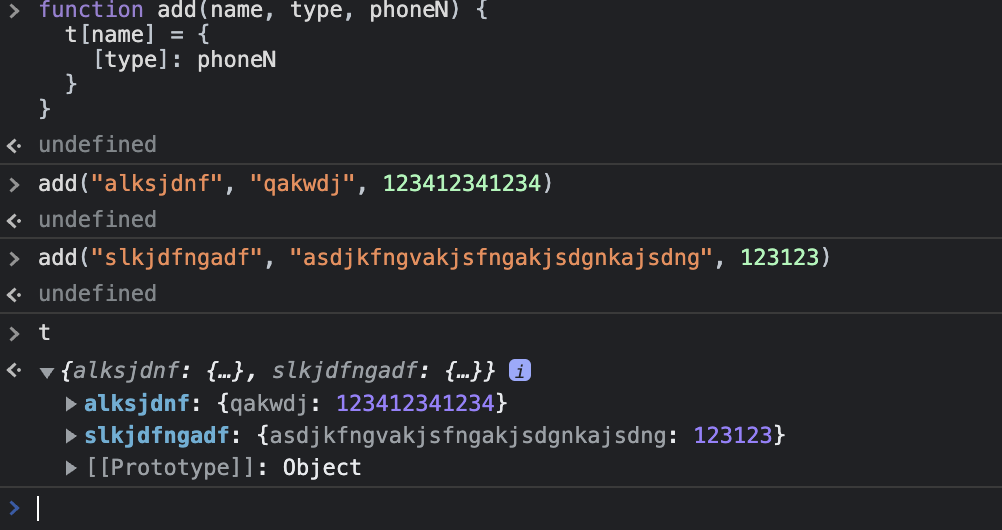 > function add(name, type, phoneN) {
t[name] = {
[type]: phoneN
}
}
undefined
> add("alksjdnf", "qakwdj", 123412341234)
undefined
> add("slkjdfngadf", "asdjkfngvakjsfngakjsdgnkajsdng", 123123)
undefined
> t
▼ {alksjdnf: {…}, slkjdfngadf: {…}} i
▶ alksjdnf: {qakwdj: 123412341234}
▶ slkjdfngadf: {asdjkfngvakjsfngakjsdgnkajsdng: 123123}
▶ [[Prototype]]: Object
>